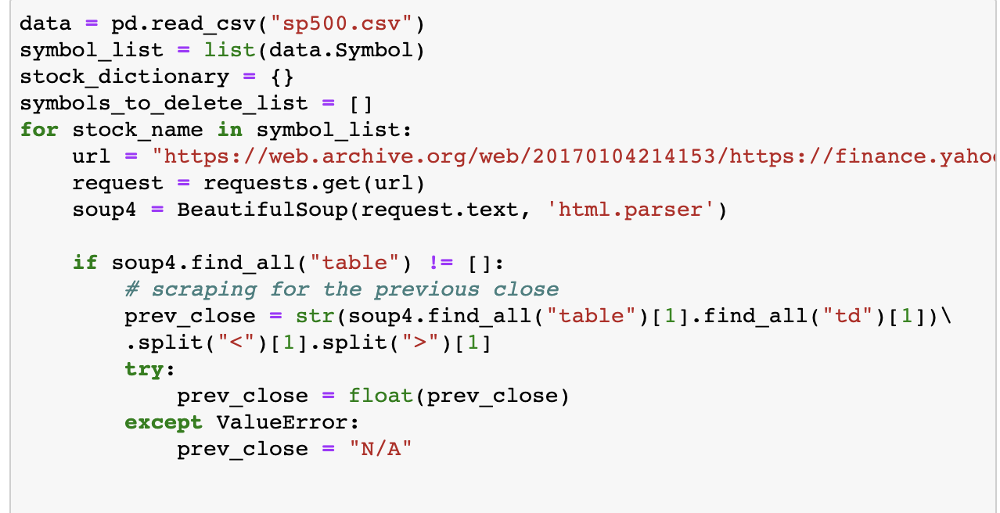 data = pd.read_csv("sp500.csv")
symbol_list = list(data.Symbol)
stock_dictionary = {}
symbols_to_delete_list = []
for stock_name in symbol_list:
    url = "https://web.archive.org/web/20170104214153/https://finance.yahoo
    request = requests.get(url)
    soup4 = BeautifulSoup(request.text, 'html.parser')
    if soup4.find_all("table") != []:
        # scraping for the previous close
        prev_close = str(soup4.find_all("table")[1].find_all("td")[1])\
        .split("<")[1].split(">")[1]
        try:
            prev_close = float(prev_close)
        except ValueError:
            prev_close = "N/A"